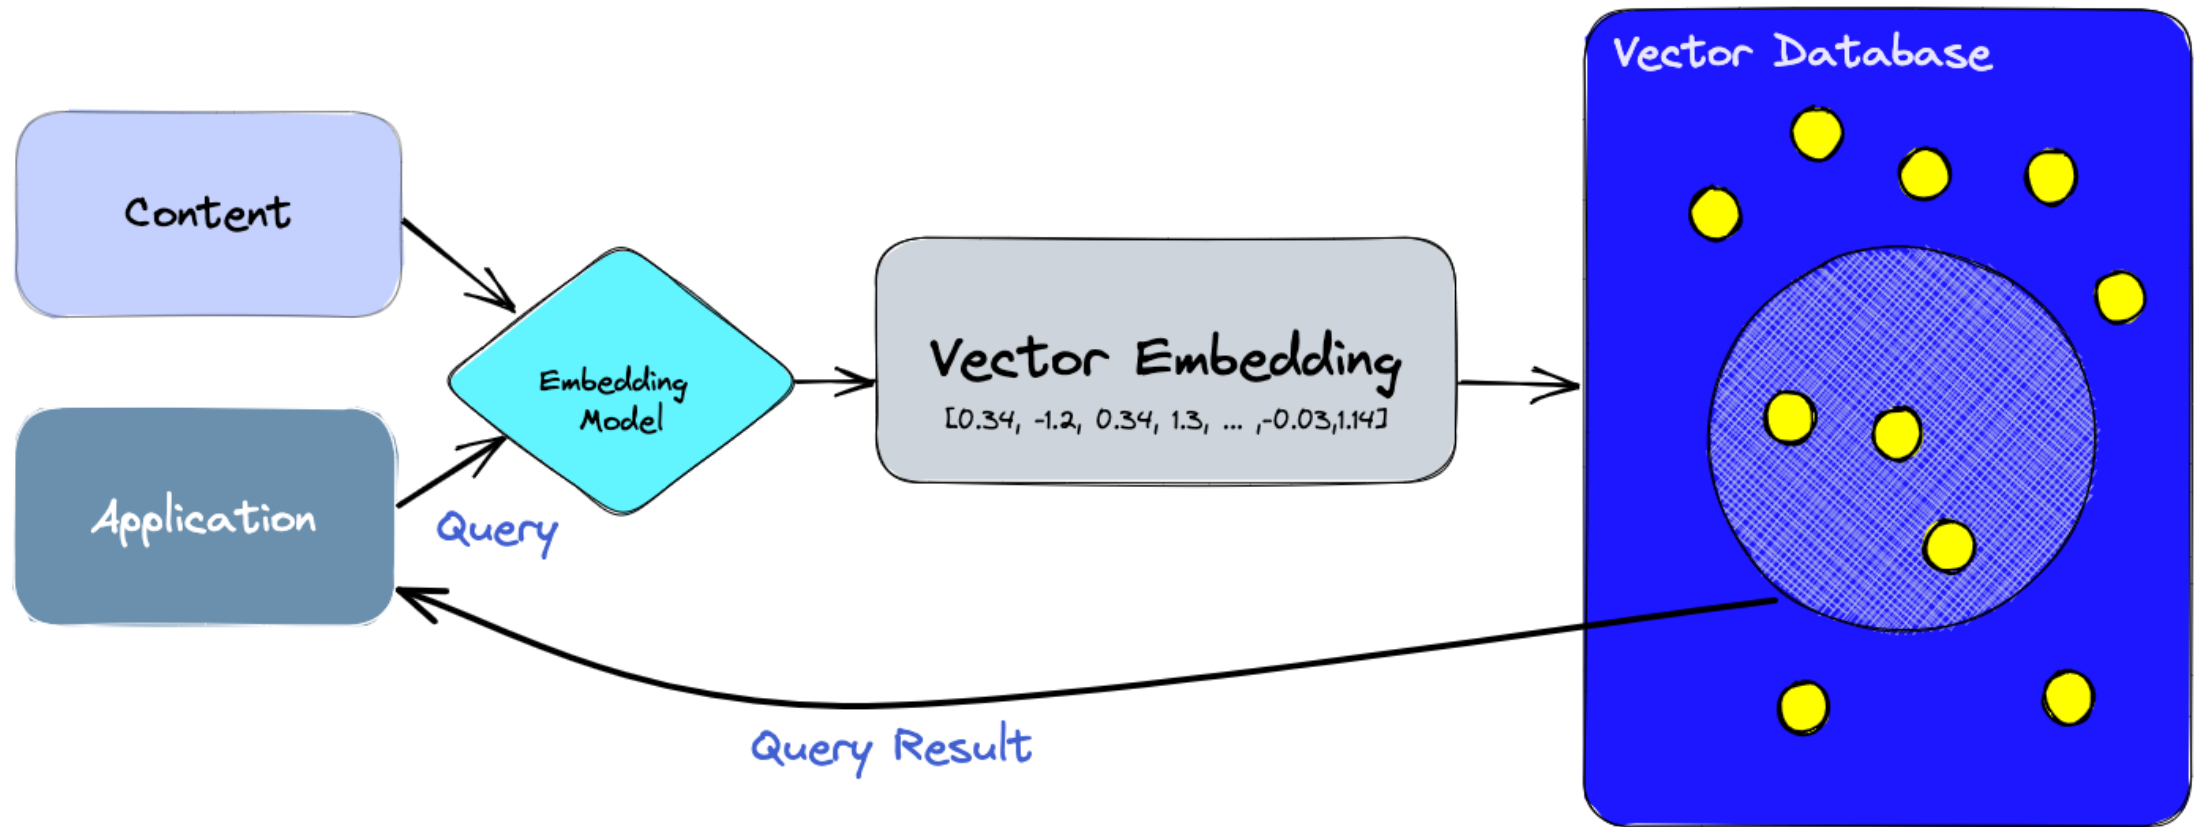 Vector Database
Content
Application
Query
Embedding
Model
Vector Embedding
[0.34, -1.2, 0.34, 1.3, ... ,-0.03,1.14]
Query Result